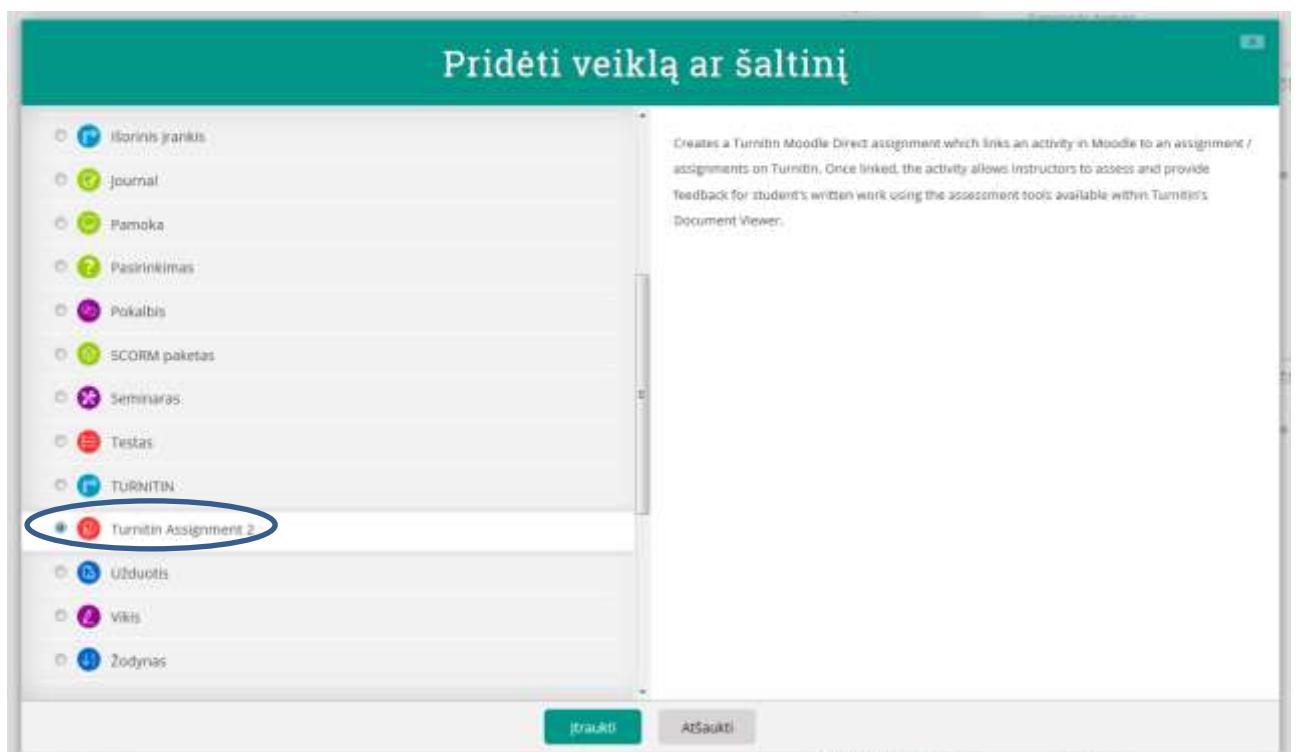 Pridėti veiklą ar šaltinį
Išorinis įrankis
Journal
Pamoka
Pasirinkimas
Pokalbis
SCORM paketas
Seminaras
Testas
TURNITIN
Turnitin Assignment 2
Užduotis
Vikis
Žodynas
Creates a Turnitin Moodle Direct assignment which links an activity in Moodle to an assignment /
assignments on Turnitin. Once linked, the activity allows instructors to assess and provide
feedback for student's written work using the assessment tools available within Turnitin's
Document Viewer.
Įtraukti
Atšaukti